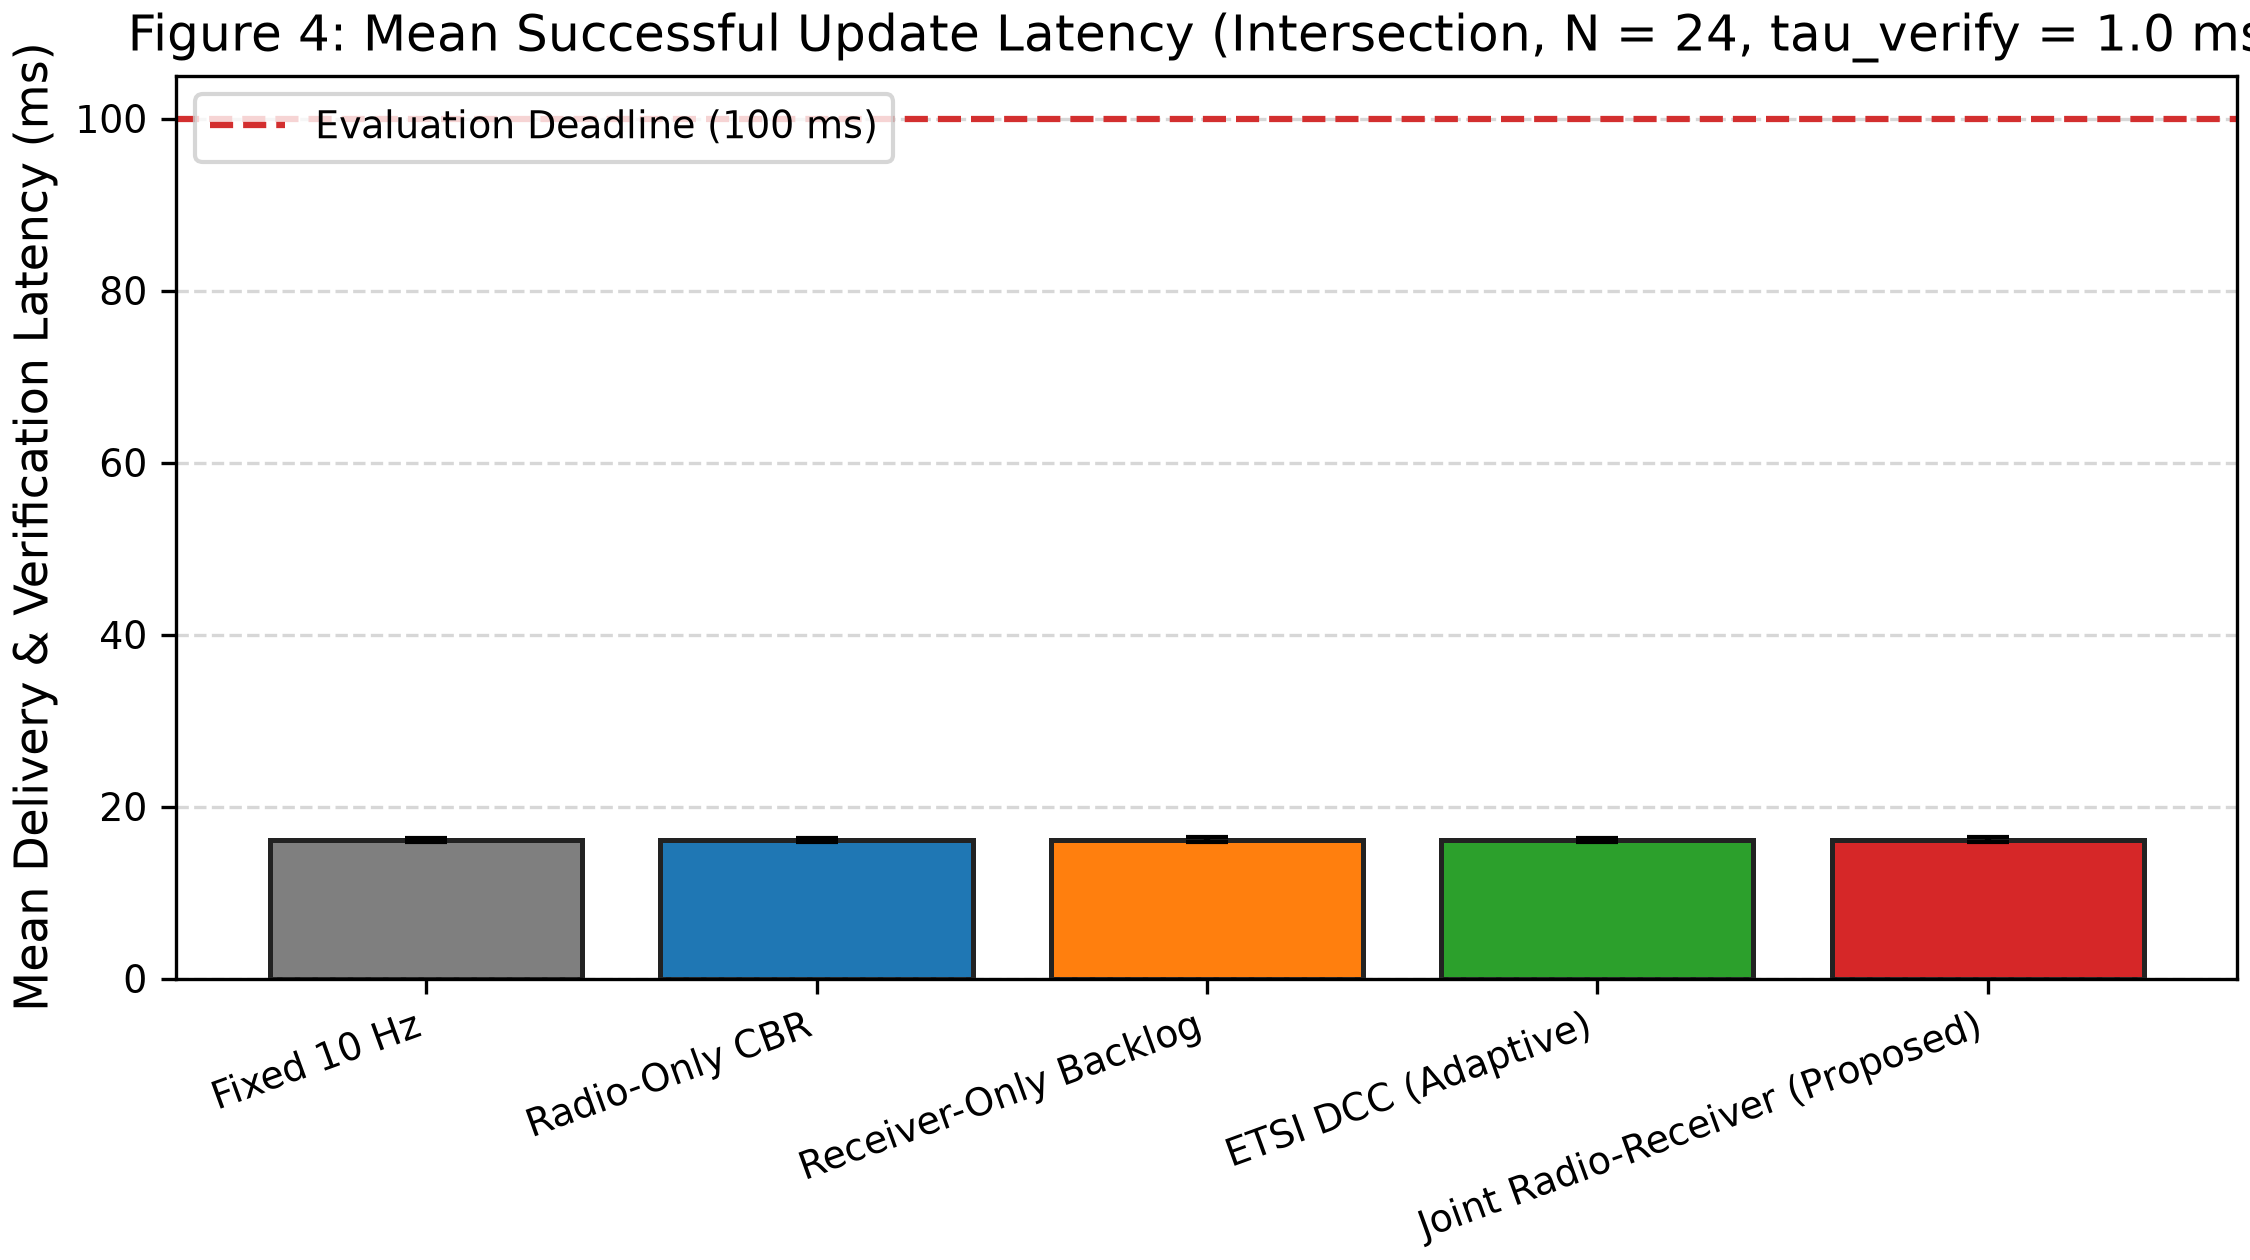 Figure 4: Mean Successful Update Latency (Intersection, N = 24, tau_verify = 1.0 ms
Mean Delivery & Verification Latency (ms)
100
80
60
40
20
0
Evaluation Deadline (100 ms)
Fixed 10 Hz
Radio-Only CBR
Receiver-Only Backlog
ETSI DCC (Adaptive)
Joint Radio-Receiver (Proposed)